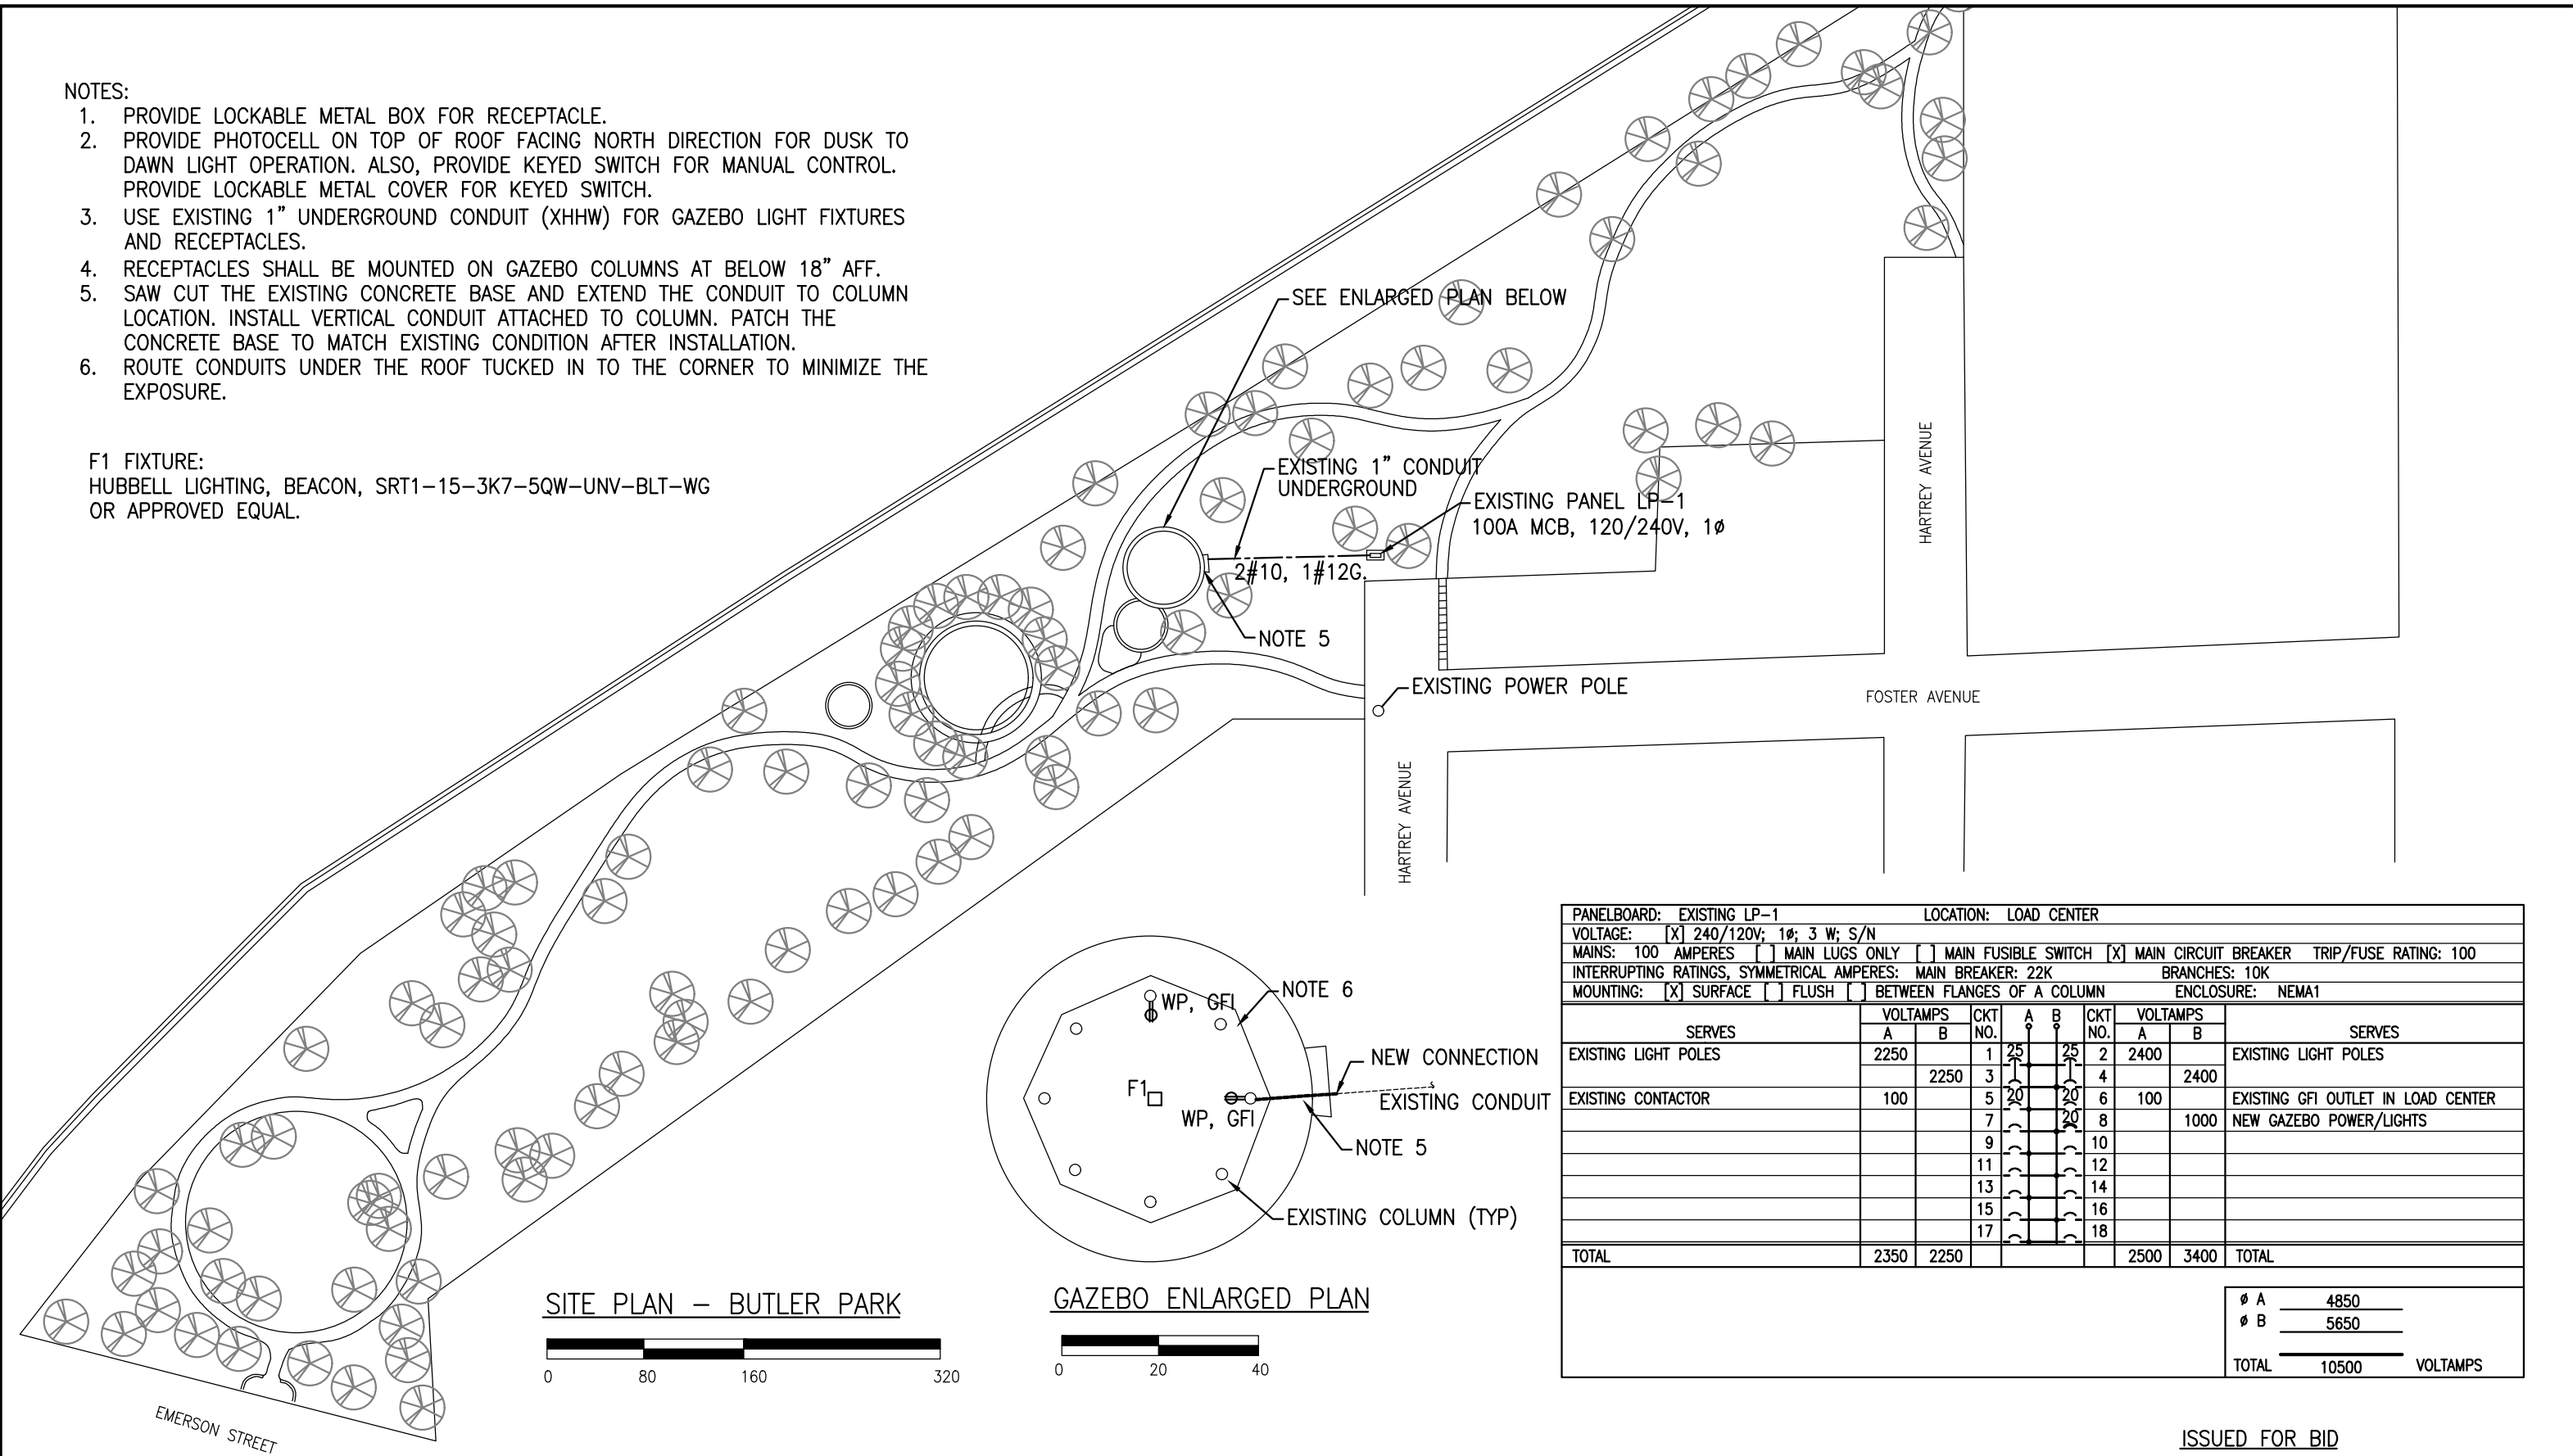 NOTES:
1. PROVIDE LOCKABLE METAL BOX FOR RECEPTACLE.
2. PROVIDE PHOTOCELL ON TOP OF ROOF FACING NORTH DIRECTION FOR DUSK TO
DAWN LIGHT OPERATION. ALSO, PROVIDE KEYED SWITCH FOR MANUAL CONTROL.
PROVIDE LOCKABLE METAL COVER FOR KEYED SWITCH.
3. USE EXISTING 1" UNDERGROUND CONDUIT (XHHW) FOR GAZEBO LIGHT FIXTURES
AND RECEPTACLES.
4. RECEPTACLES SHALL BE MOUNTED ON GAZEBO COLUMNS AT BELOW 18" AFF.
5. SAW CUT THE EXISTING CONCRETE BASE AND EXTEND THE CONDUIT TO COLUMN
LOCATION. INSTALL VERTICAL CONDUIT ATTACHED TO COLUMN. PATCH THE
CONCRETE BASE TO MATCH EXISTING CONDITION AFTER INSTALLATION.
6. ROUTE CONDUITS UNDER THE ROOF TUCKED IN TO THE CORNER TO MINIMIZE THE
EXPOSURE.
F1 FIXTURE:
HUBBELL LIGHTING, BEACON, SRT1-15-3K7-5QW-UNV-BLT-WG
OR APPROVED EQUAL.
SEE ENLARGED PLAN BELOW
EXISTING 1" CONDUIT
UNDERGROUND
EXISTING PANEL LP-1
100A MCB, 120/240V, 1ø
2#10, 1#12G.
NOTE 5
EXISTING POWER POLE
HARTREY AVENUE
FOSTER AVENUE
HARTREY AVENUE
EMERSON STREET
SITE PLAN - BUTLER PARK
0 80 160 320
WP, GFI
NOTE 6
NEW CONNECTION
F1
EXISTING CONDUIT
WP, GFI
NOTE 5
EXISTING COLUMN (TYP)
GAZEBO ENLARGED PLAN
0 20 40
PANELBOARD: EXISTING LP-1 LOCATION: LOAD CENTER
VOLTAGE: [X] 240/120V; 1ø; 3 W; S/N
MAINS: 100 AMPERES [ ] MAIN LUGS ONLY [ ] MAIN FUSIBLE SWITCH [X] MAIN CIRCUIT BREAKER TRIP/FUSE RATING: 100
INTERRUPTING RATINGS, SYMMETRICAL AMPERES: MAIN BREAKER: 22K BRANCHES: 10K
MOUNTING: [X] SURFACE [ ] FLUSH [ ] BETWEEN FLANGES OF A COLUMN ENCLOSURE: NEMA1
VOLTAMPS CKT A B CKT VOLTAMPS
SERVES A B NO. NO. A B SERVES
EXISTING LIGHT POLES 2250 1 25 25 2 2400 EXISTING LIGHT POLES
2250 3 4 2400
EXISTING CONTACTOR 100 5 20 20 6 100 EXISTING GFI OUTLET IN LOAD CENTER
7 20 8 1000 NEW GAZEBO POWER/LIGHTS
9 10
11 12
13 14
15 16
17 18
TOTAL 2350 2250 2500 3400 TOTAL
ø A 4850
ø B 5650
TOTAL 10500 VOLTAMPS
ISSUED FOR BID